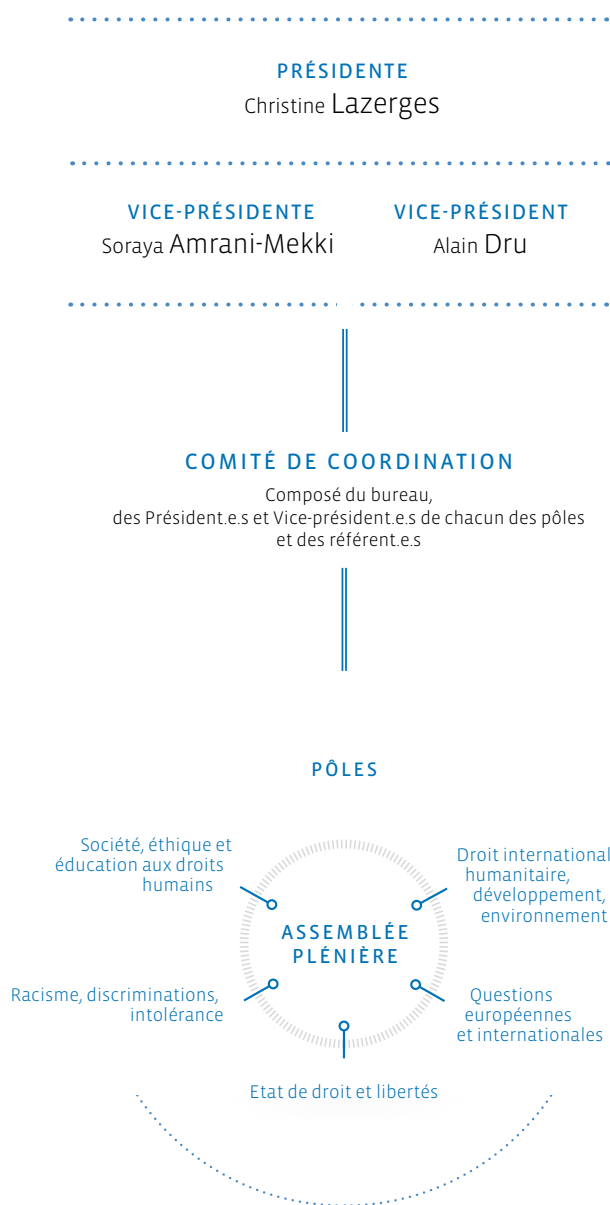 PRÉSIDENTE
Christine Lazerges
VICE-PRÉSIDENTE
Soraya Amrani-Mekki
VICE-PRÉSIDENT
Alain Dru
COMITÉ DE COORDINATION
Composé du bureau,
des Président.e.s et Vice-président.e.s de chacun des pôles
et des référent.e.s
PÔLES
Société, éthique et
éducation aux droits
humains
Droit international
humanitaire,
développement,
environnement
ASSEMBLÉE
PLÉNIÈRE
Racisme, discriminations,
intolérance
Questions
européennes
et internationales
Etat de droit et libertés